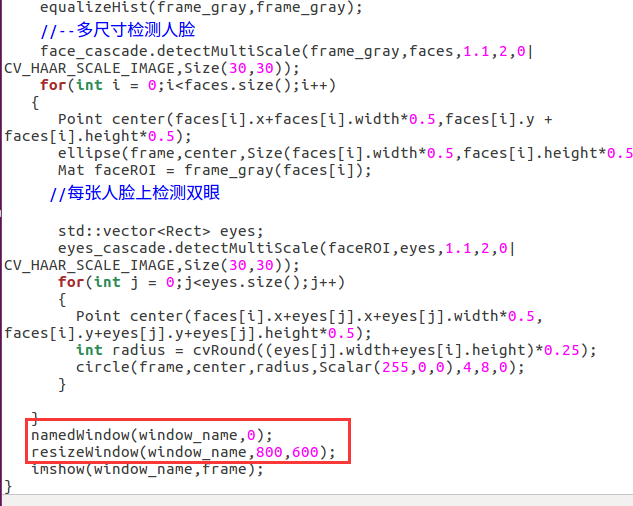 equalizeHist(frame_gray,frame_gray);
//--多尺寸检测人脸
face_cascade.detectMultiScale(frame_gray,faces,1.1,2,0|
CV_HAAR_SCALE_IMAGE,Size(30,30));
for(int i = 0;i<faces.size();i++)
{
Point center(faces[i].x+faces[i].width*0.5,faces[i].y +
faces[i].height*0.5);
ellipse(frame,center,Size(faces[i].width*0.5,faces[i].height*0.5
Mat faceROI = frame_gray(faces[i]);
//每张人脸上检测双眼
std::vector<Rect> eyes;
eyes_cascade.detectMultiScale(faceROI,eyes,1.1,2,0|
CV_HAAR_SCALE_IMAGE,Size(30,30));
for(int j = 0;j<eyes.size();j++)
{
Point center(faces[i].x+eyes[j].x+eyes[j].width*0.5,
faces[i].y+eyes[j].y+eyes[j].height*0.5);
int radius = cvRound((eyes[j].width+eyes[i].height)*0.25);
circle(frame,center,radius,Scalar(255,0,0),4,8,0);
}
}
namedWindow(window_name,0);
resizeWindow(window_name,800,600);
imshow(window_name,frame);
}